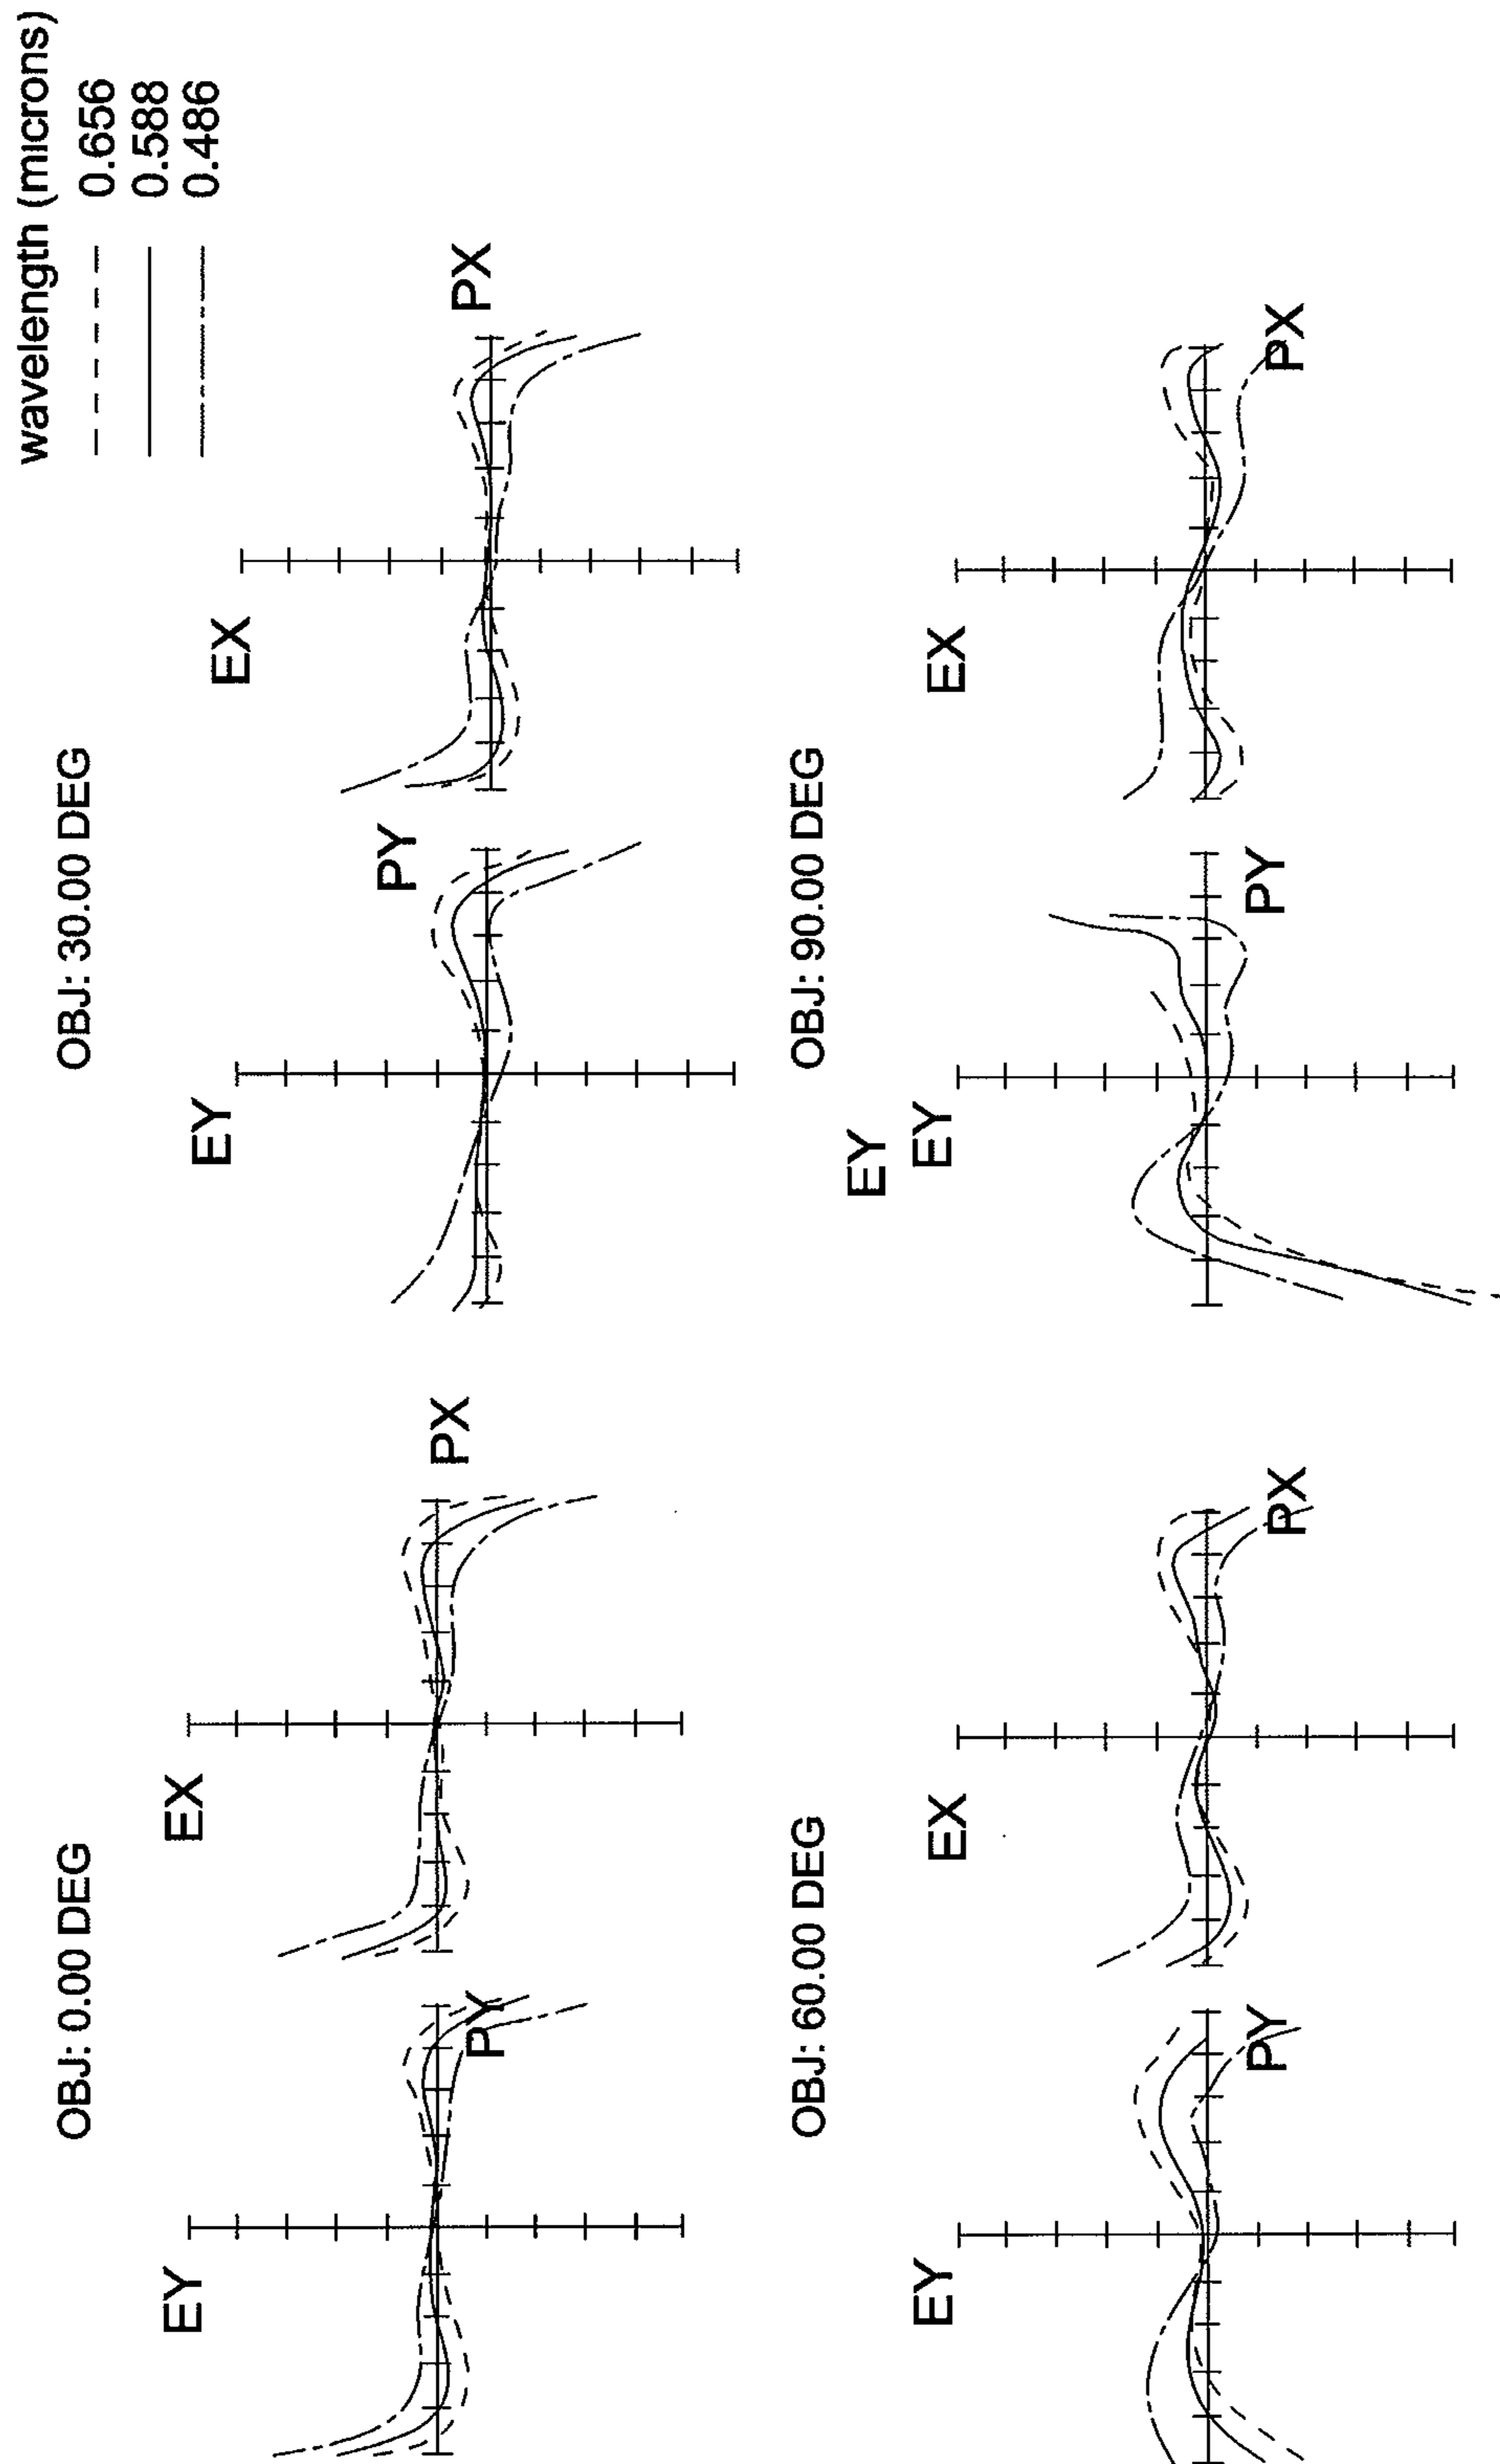 wavelength (microns)
0.656
0.588
0.486
OBJ: 0.00 DEG
EY
PY
EX
PX
OBJ: 30.00 DEG
EY
PY
EX
PX
OBJ: 60.00 DEG
EY
PY
EX
PX
OBJ: 90.00 DEG
EY
EY
PY
EX
PX